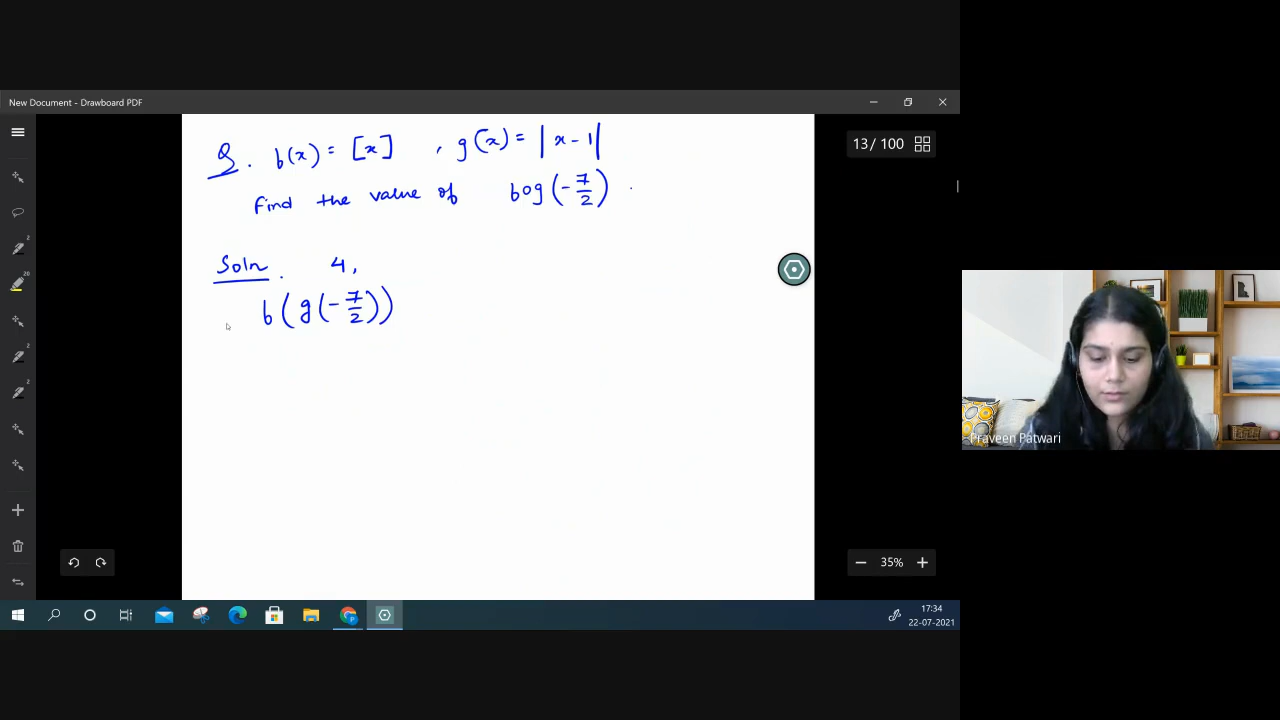 New Document - Drawboard PDF
13 / 100
Q. f(x) = [x] , g(x) = |x - 1|
Find the value of fog(-7/2) .
Soln. 4,
f(g(-7/2))
Praveen Patwari
35%
17:34
22-07-2021